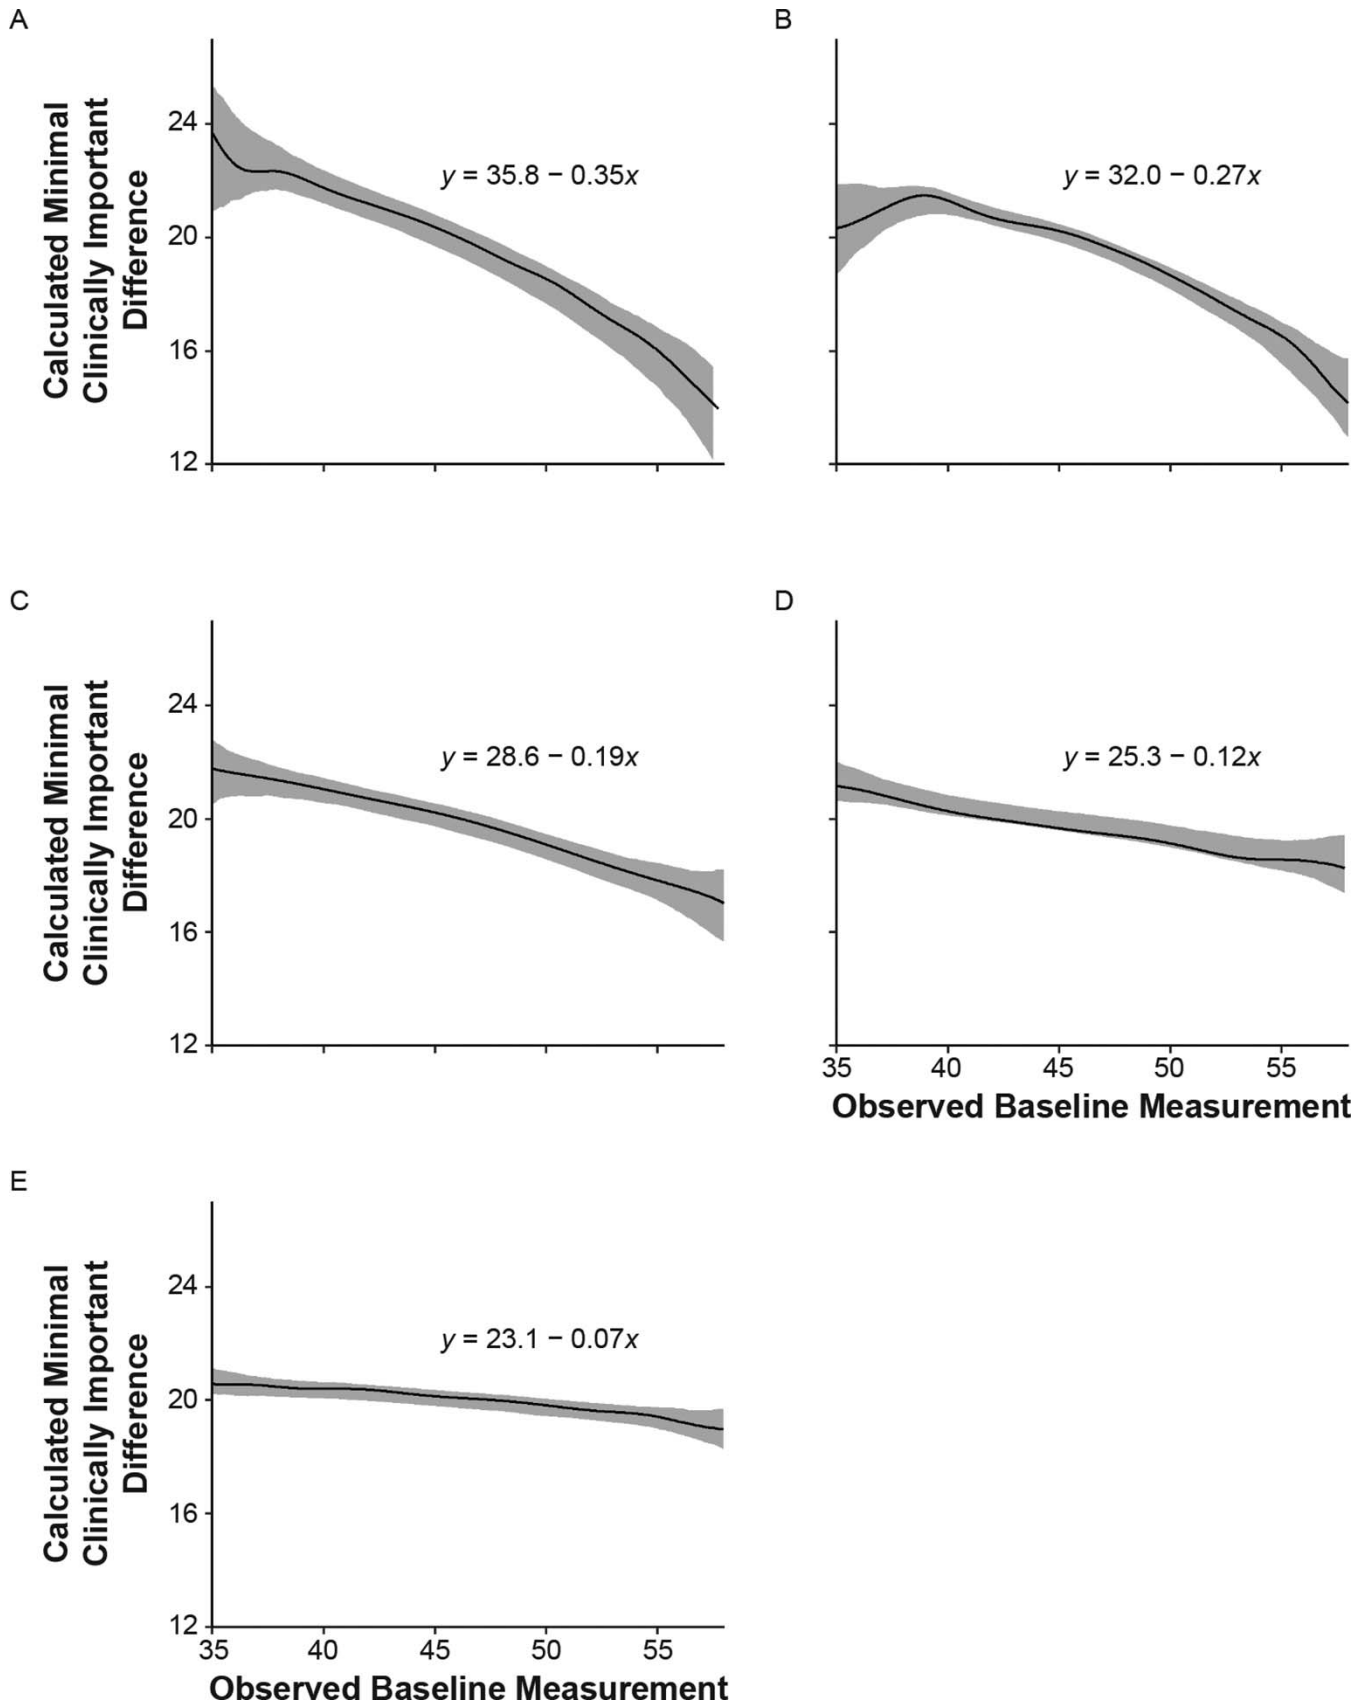 A
Calculated Minimal
Clinically Important
Difference
24
20
16
12
y = 35.8 − 0.35x
B
y = 32.0 − 0.27x
C
Calculated Minimal
Clinically Important
Difference
24
20
16
12
y = 28.6 − 0.19x
D
y = 25.3 − 0.12x
35 40 45 50 55
Observed Baseline Measurement
E
Calculated Minimal
Clinically Important
Difference
24
20
16
12
y = 23.1 − 0.07x
35 40 45 50 55
Observed Baseline Measurement